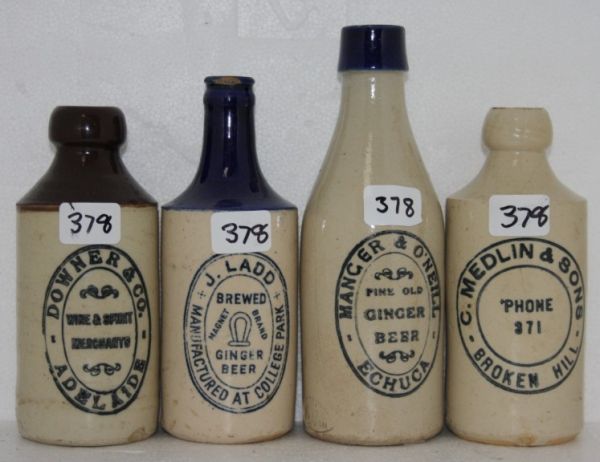 378
DOWNER & CO.
WINE & SPIRIT
MERCHANTS
ADELAIDE
378
J. LADD
BREWED
MAGNET BRAND
GINGER
BEER
MANUFACTURED AT COLLEGE PARK
378
MANGER & O'NEILL
FINE OLD
GINGER
BEER
ECHUCA
378
C. MEDLIN & SONS
'PHONE
371
BROKEN HILL